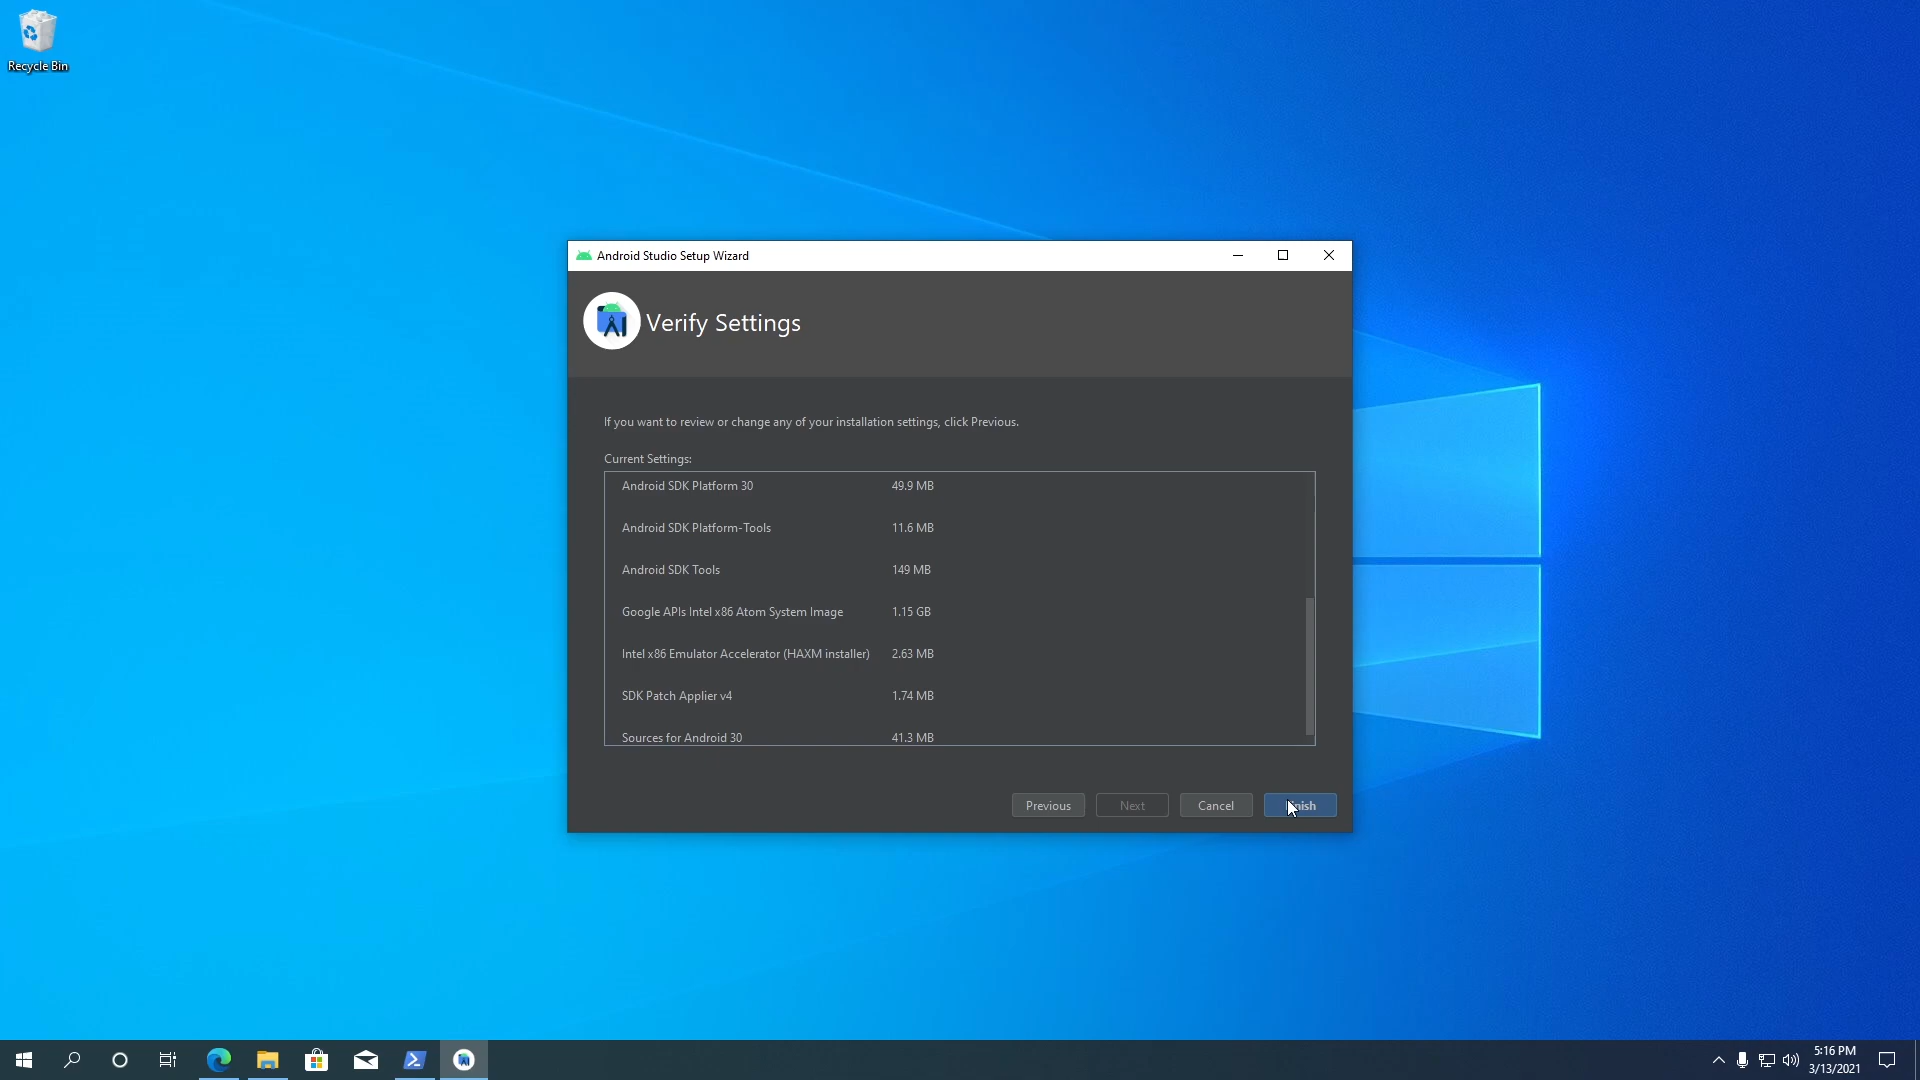 Recycle Bin
Android Studio Setup Wizard
Verify Settings
If you want to review or change any of your installation settings, click Previous.
Current Settings:
Android SDK Platform 30 49.9 MB
Android SDK Platform-Tools 11.6 MB
Android SDK Tools 149 MB
Google APIs Intel x86 Atom System Image 1.15 GB
Intel x86 Emulator Accelerator (HAXM installer) 2.63 MB
SDK Patch Applier v4 1.74 MB
Sources for Android 30 41.3 MB
Previous Next Cancel Finish
5:16 PM
3/13/2021